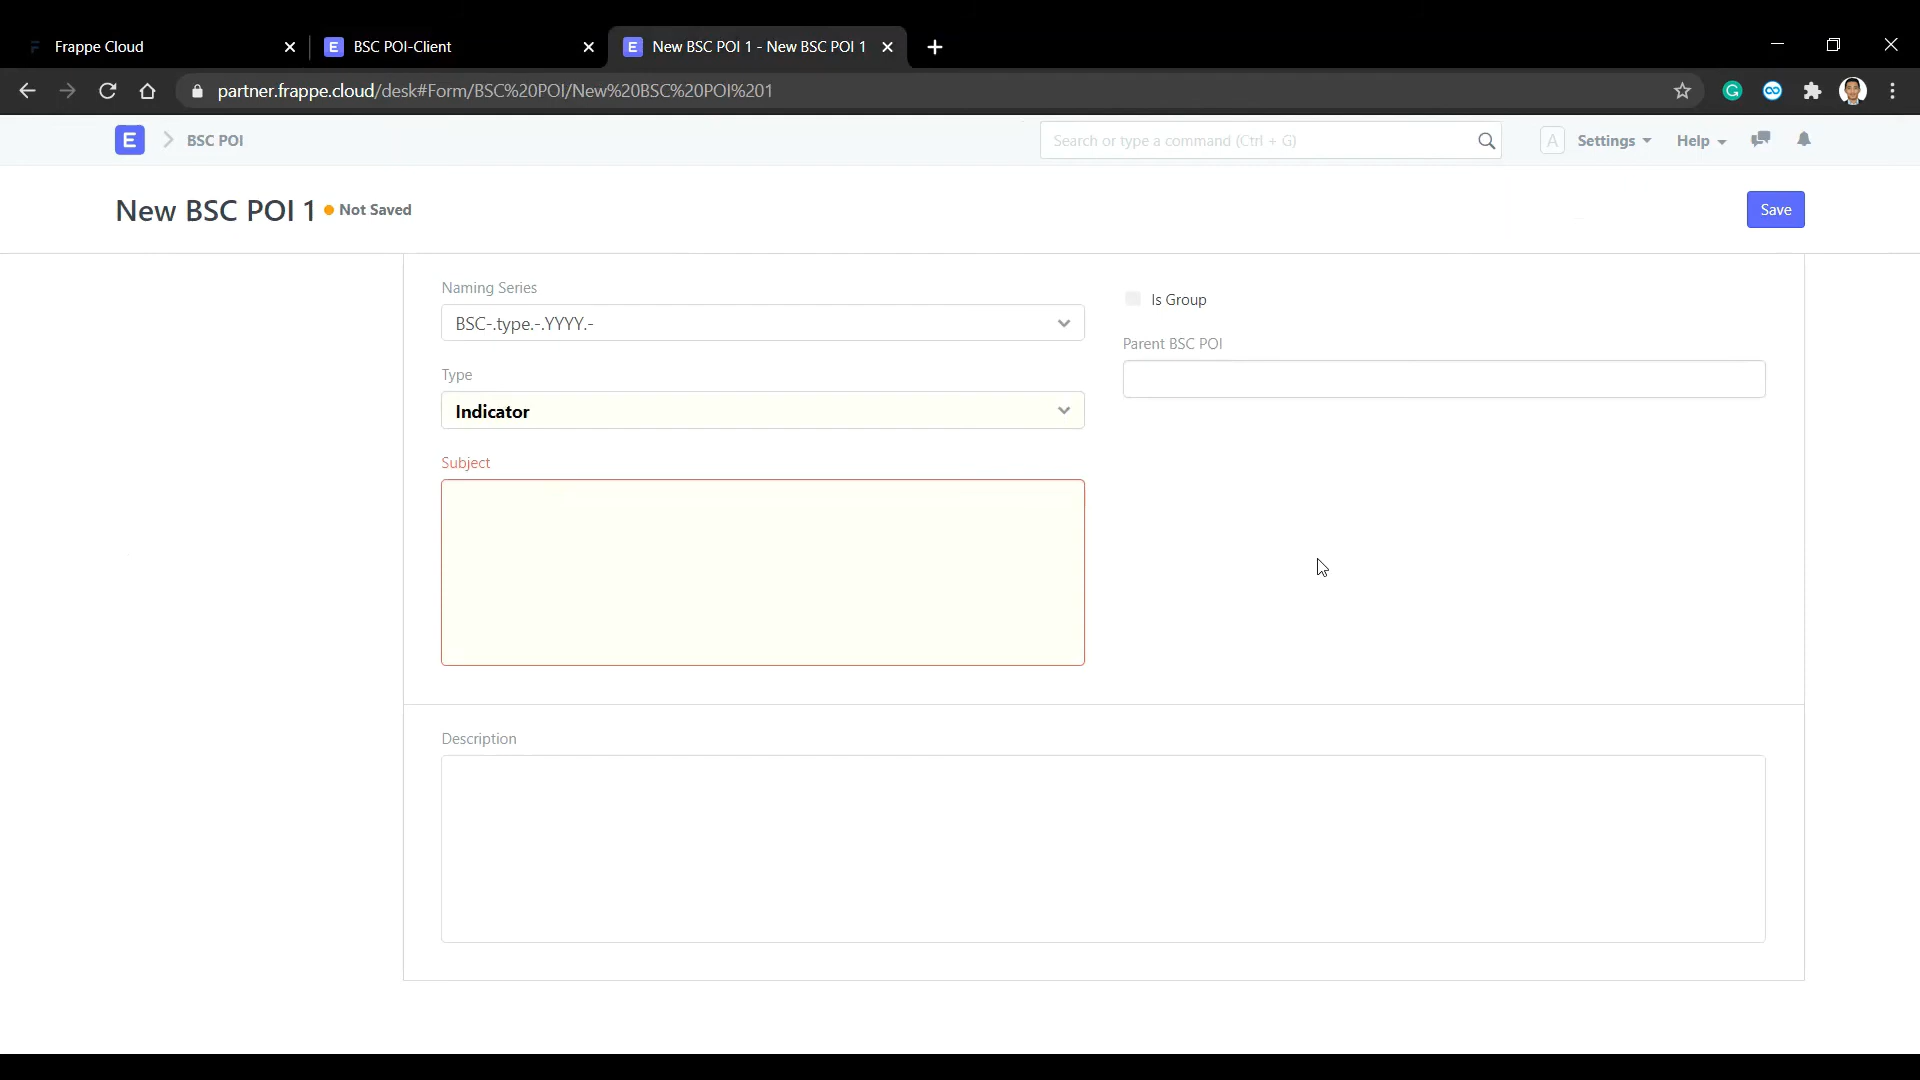 Frappe Cloud
BSC POI-Client
New BSC POI 1 - New BSC POI 1
partner.frappe.cloud/desk#Form/BSC%20POI/New%20BSC%20POI%201
E
BSC POI
Search or type a command (Ctrl + G)
A
Settings
Help
New BSC POI 1
Not Saved
Save
Naming Series
BSC-.type.-.YYYY.-
Is Group
Parent BSC POI
Type
Indicator
Subject
Description